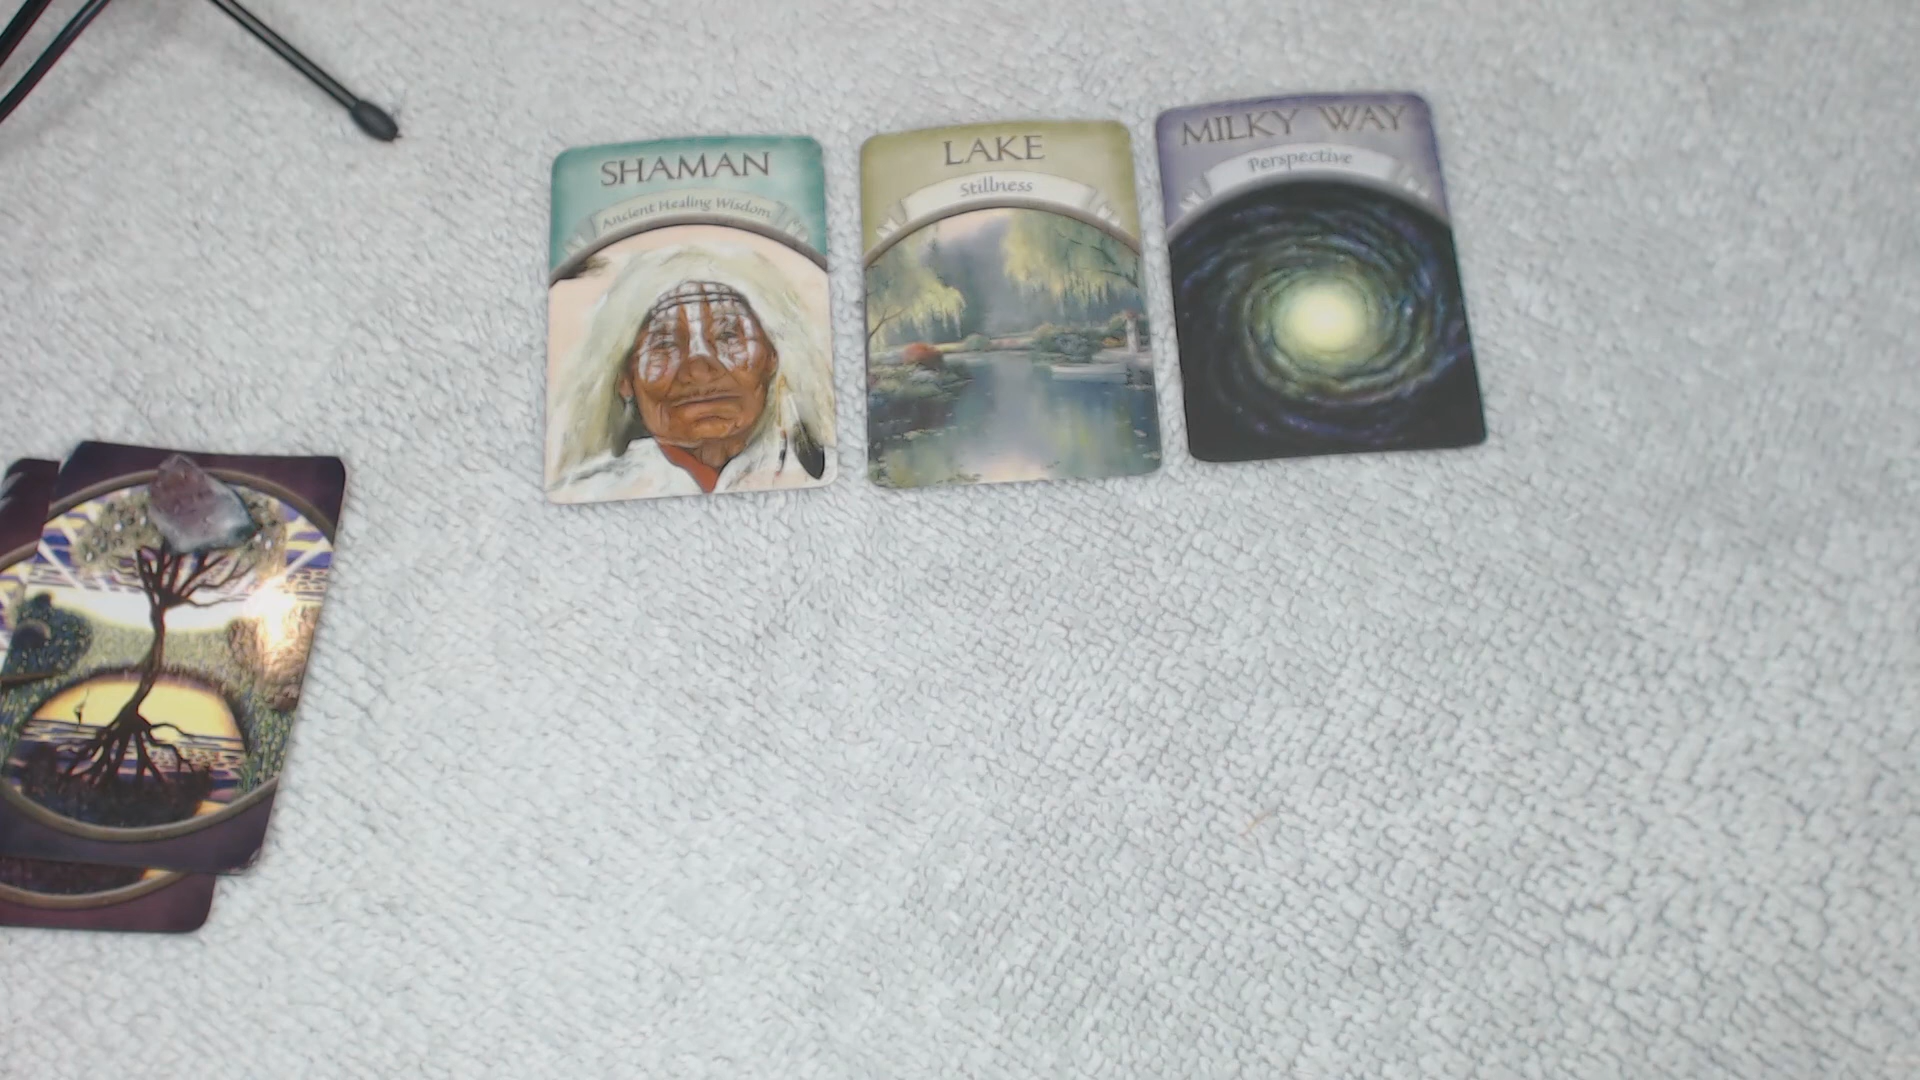 SHAMAN
Ancient Healing Wisdom
LAKE
Stillness
MILKY WAY
Perspective